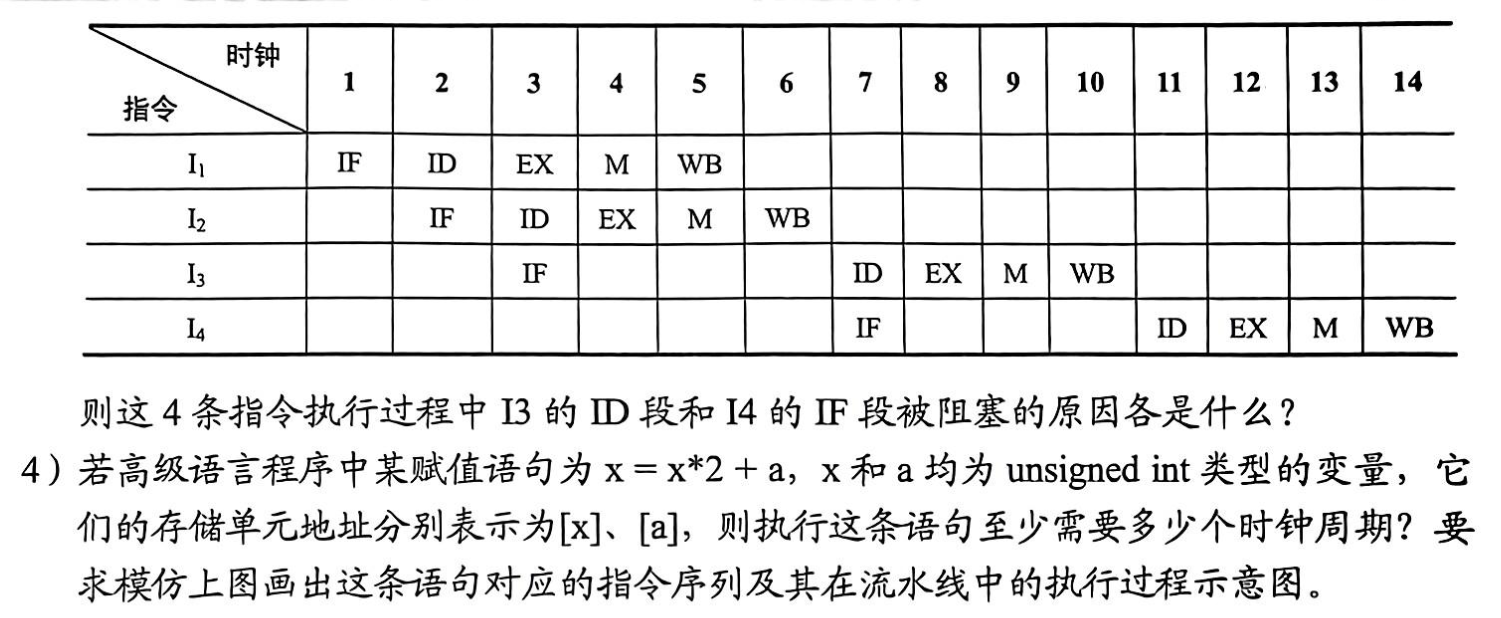 时钟
指令 1 2 3 4 5 6 7 8 9 10 11 12 13 14
I₁ IF ID EX M WB
I₂ IF ID EX M WB
I₃ IF ID EX M WB
I₄ IF ID EX M WB
则这 4 条指令执行过程中 I3 的 ID 段和 I4 的 IF 段被阻塞的原因各是什么?
4)若高级语言程序中某赋值语句为 x = x*2 + a,x 和 a 均为 unsigned int 类型的变量,它
们的存储单元地址分别表示为[x]、[a],则执行这条语句至少需要多少个时钟周期?要
求模仿上图画出这条语句对应的指令序列及其在流水线中的执行过程示意图。